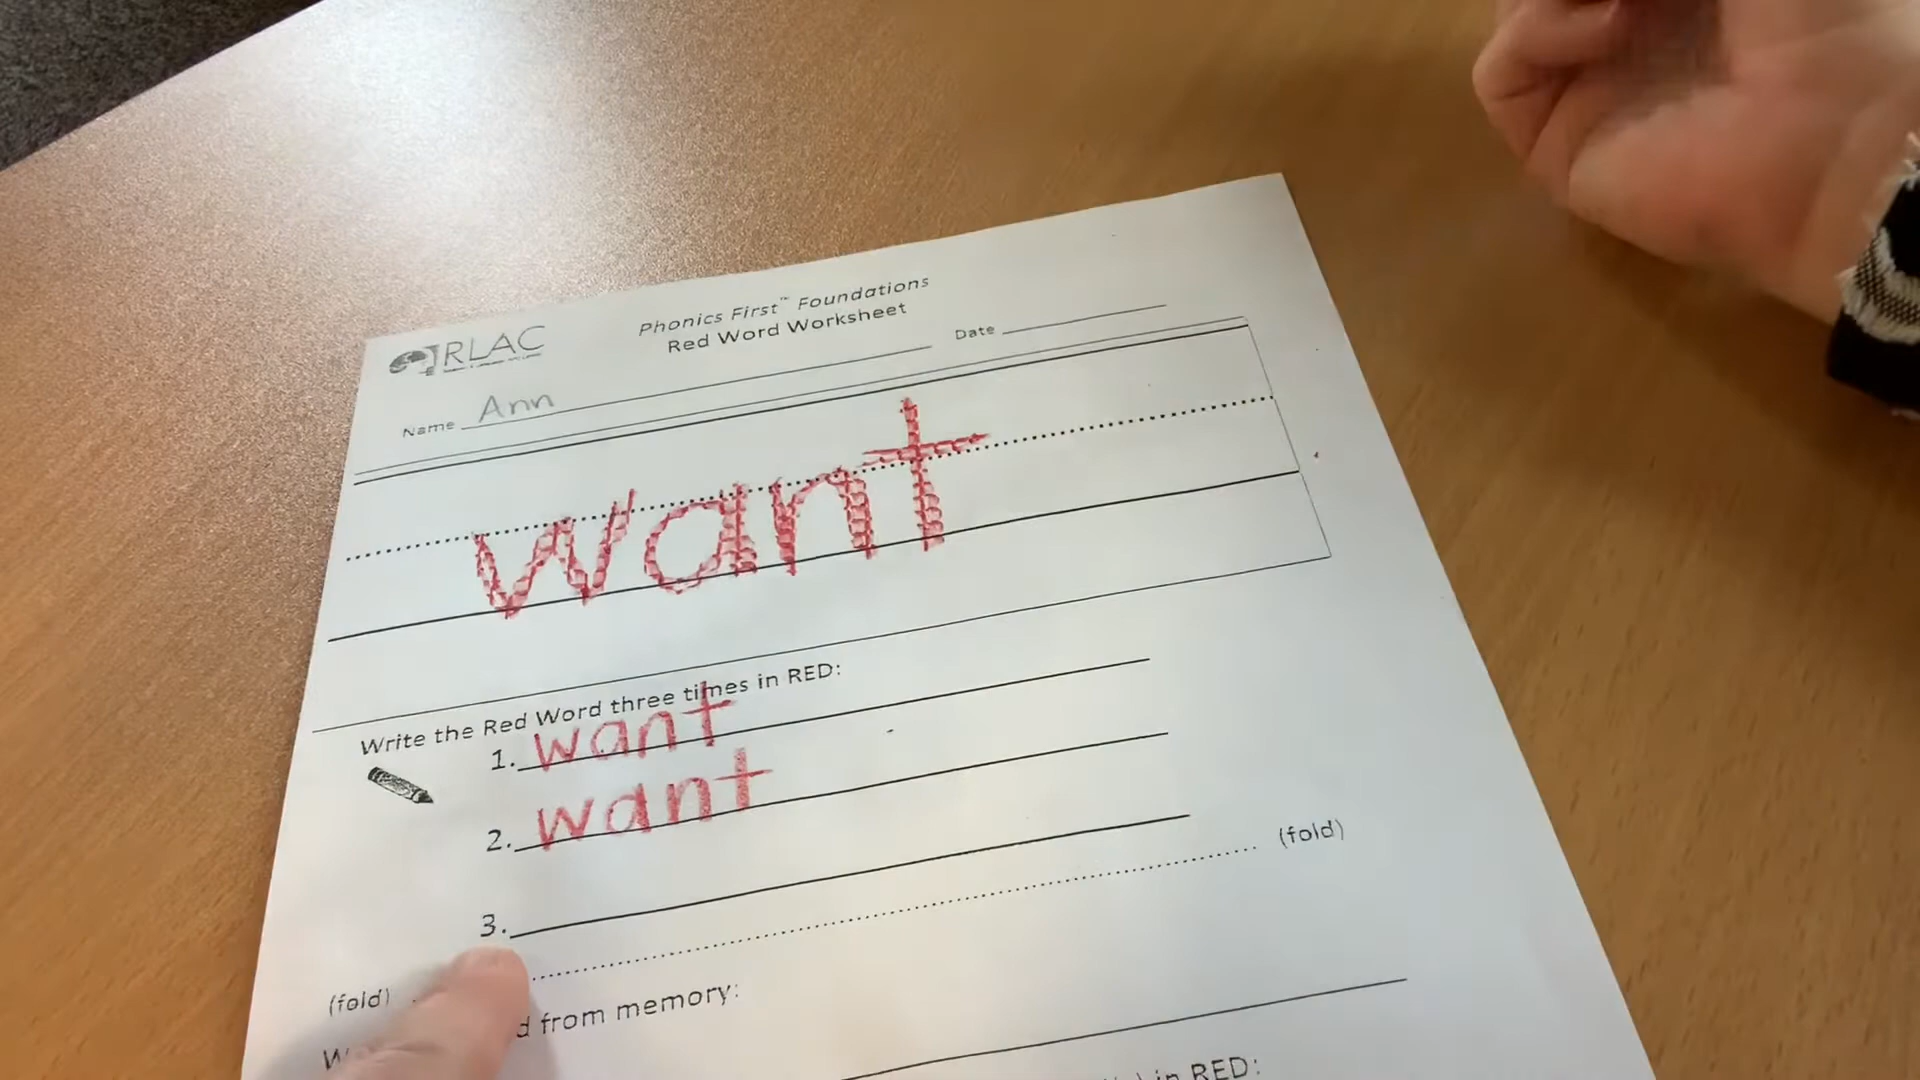 RLAC
Phonics First™ Foundations
Red Word Worksheet
Name Ann Date
want
Write the Red Word three times in RED:
1. want
2. want
3.
(fold) (fold)
from memory:
in RED: